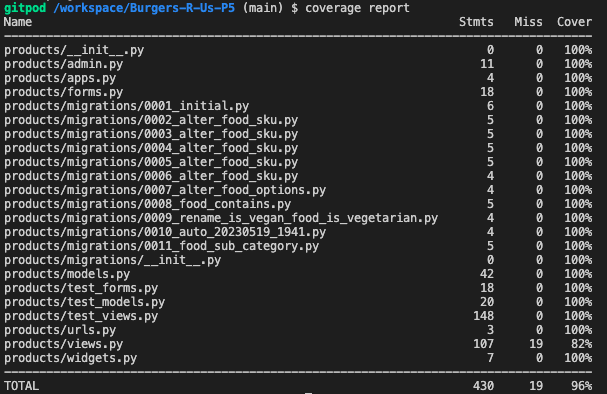 gitpod /workspace/Burgers-R-Us-P5 (main) $ coverage report
Name Stmts Miss Cover
products/__init__.py 0 0 100%
products/admin.py 11 0 100%
products/apps.py 4 0 100%
products/forms.py 18 0 100%
products/migrations/0001_initial.py 6 0 100%
products/migrations/0002_alter_food_sku.py 5 0 100%
products/migrations/0003_alter_food_sku.py 5 0 100%
products/migrations/0004_alter_food_sku.py 5 0 100%
products/migrations/0005_alter_food_sku.py 5 0 100%
products/migrations/0006_alter_food_sku.py 4 0 100%
products/migrations/0007_alter_food_options.py 4 0 100%
products/migrations/0008_food_contains.py 5 0 100%
products/migrations/0009_rename_is_vegan_food_is_vegetarian.py 4 0 100%
products/migrations/0010_auto_20230519_1941.py 4 0 100%
products/migrations/0011_food_sub_category.py 5 0 100%
products/migrations/__init__.py 0 0 100%
products/models.py 42 0 100%
products/test_forms.py 18 0 100%
products/test_models.py 20 0 100%
products/test_views.py 148 0 100%
products/urls.py 3 0 100%
products/views.py 107 19 82%
products/widgets.py 7 0 100%
TOTAL 430 19 96%